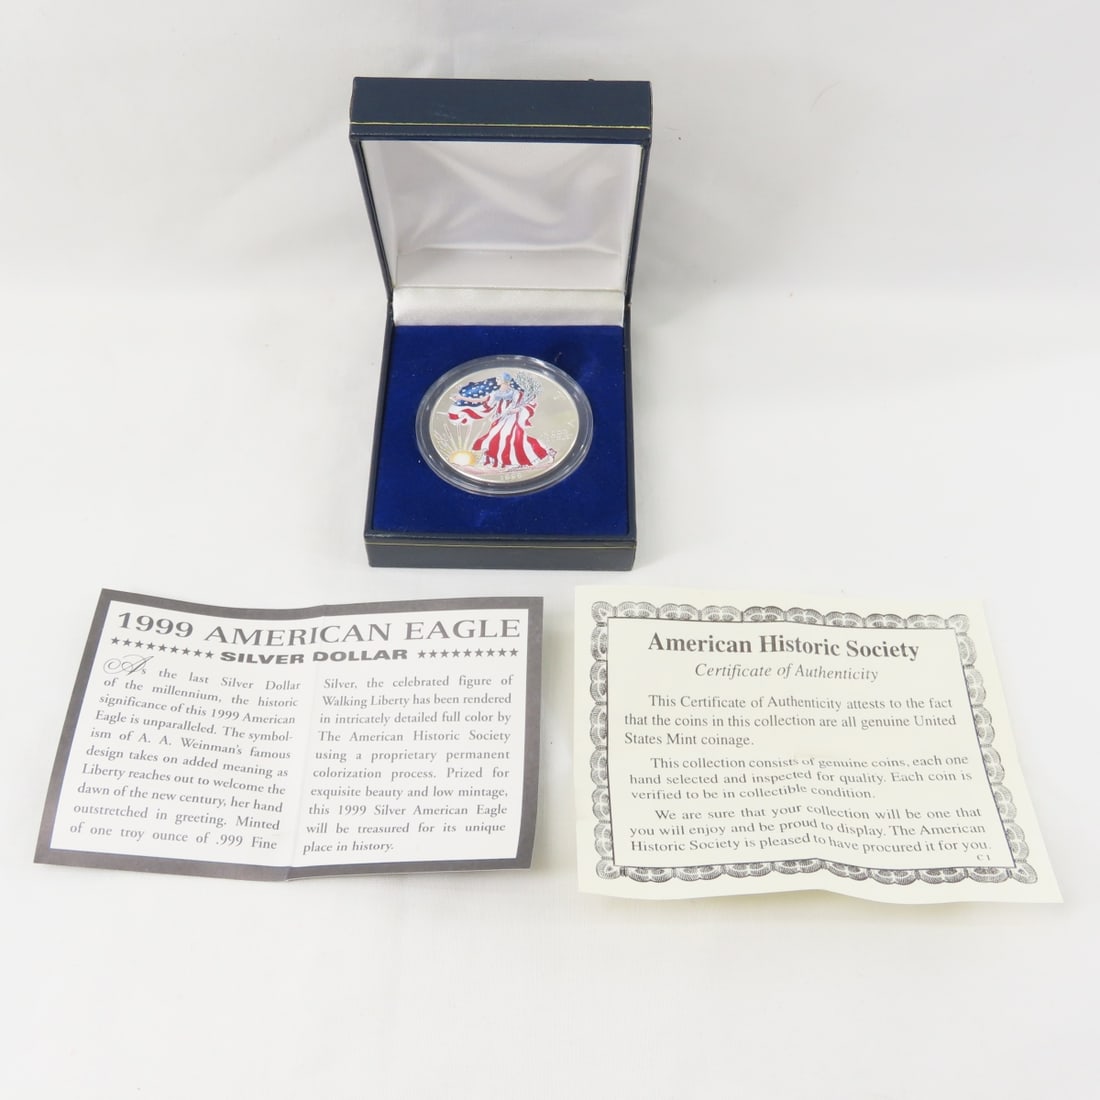 1999
1999 AMERICAN EAGLE
SILVER DOLLAR
As the last Silver Dollar
of the millennium, the historic
significance of this 1999 American
Eagle is unparalleled. The symbol-
ism of A. A. Weinman's famous
design takes on added meaning as
Liberty reaches out to welcome the
dawn of the new century, her hand
outstretched in greeting. Minted
of one troy ounce of .999 Fine
Silver, the celebrated figure of
Walking Liberty has been rendered
in intricately detailed full color by
The American Historic Society
using a proprietary permanent
colorization process. Prized for
exquisite beauty and low mintage,
this 1999 Silver American Eagle
will be treasured for its unique
place in history.
American Historic Society
Certificate of Authenticity
This Certificate of Authenticity attests to the fact
that the coins in this collection are all genuine United
States Mint coinage.
This collection consists of genuine coins, each one
hand selected and inspected for quality. Each coin is
verified to be in collectible condition.
We are sure that your collection will be one that
you will enjoy and be proud to display. The American
Historic Society is pleased to have procured it for you.
C1